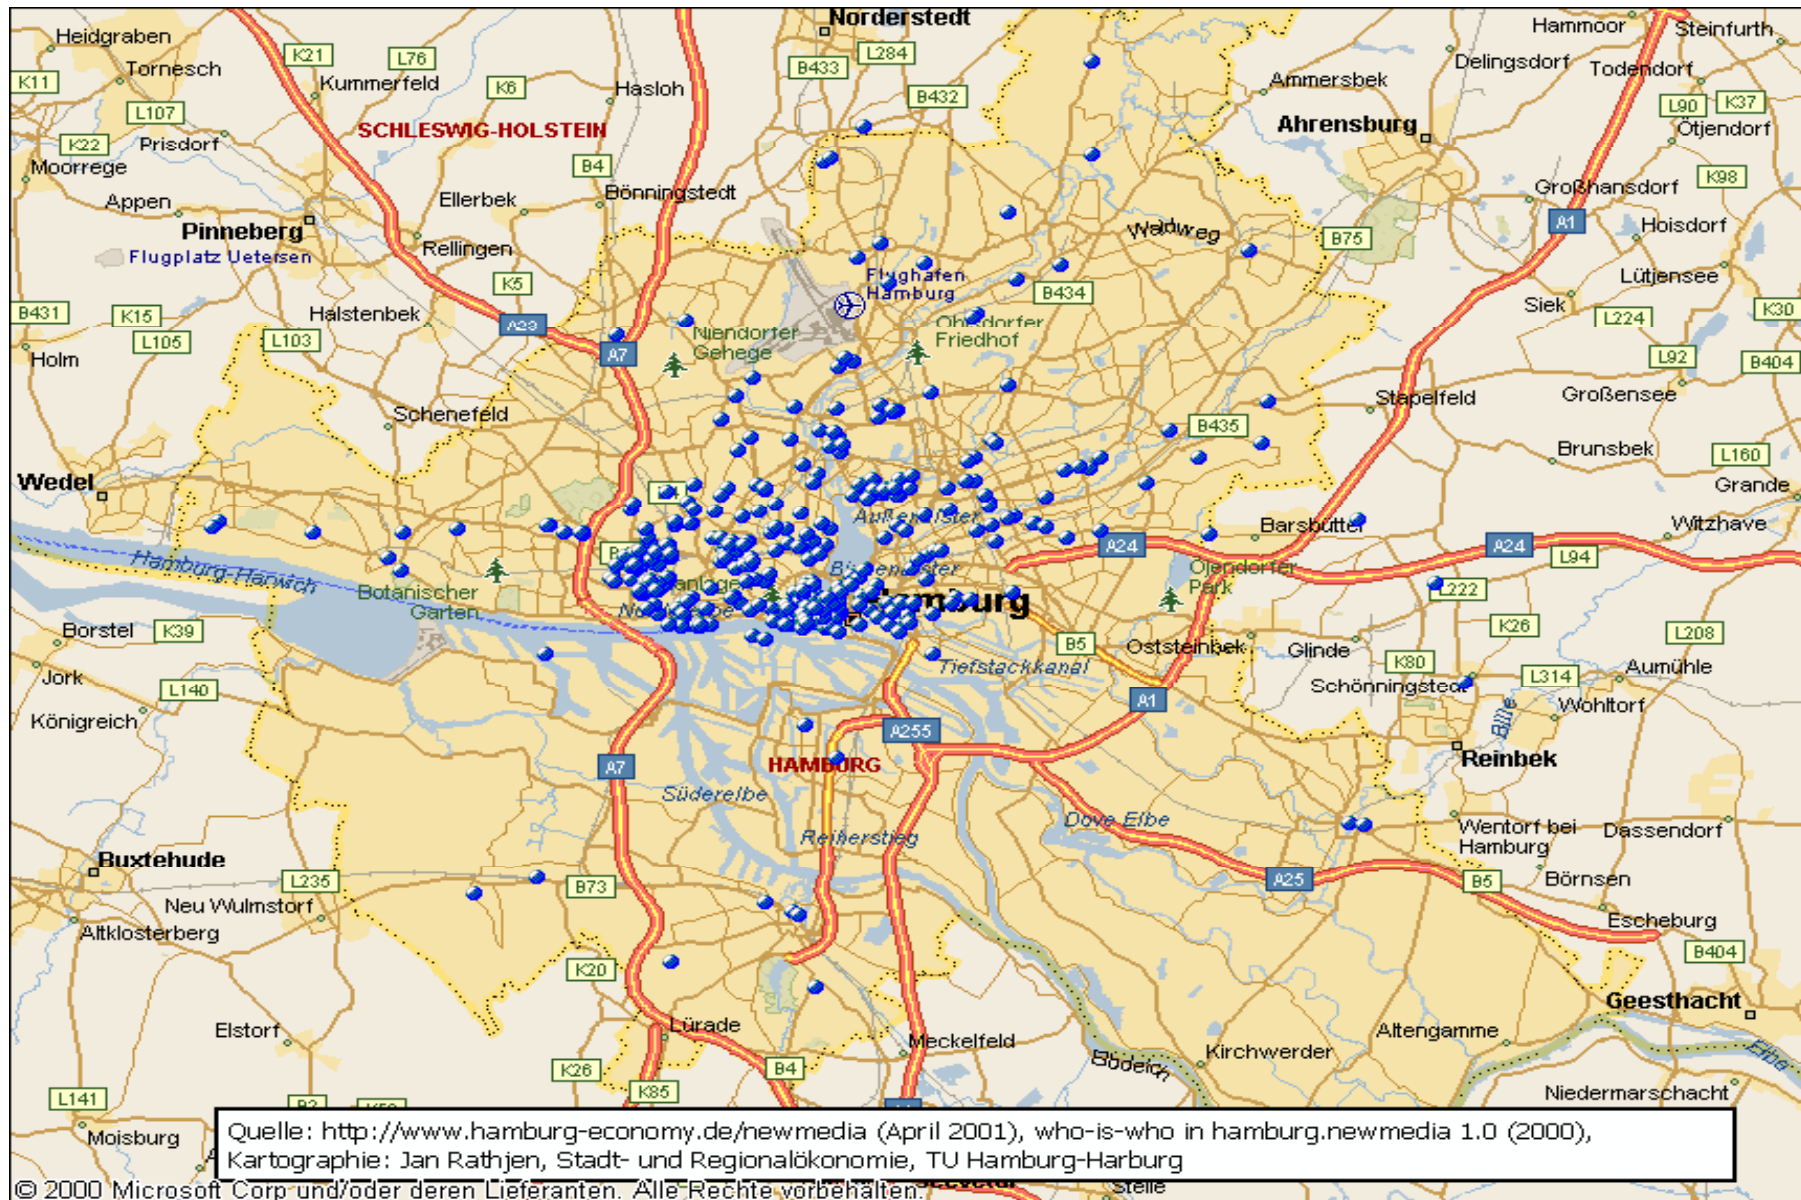 Norderstedt
Heidgraben
Hammoor
Steinfurth
K21
L76
L284
Tornesch
B433
Delingsdorf
Todendorf
K11
Kummerfeld
K6
Hasloh
B432
Ammersbek
L90
K37
L107
SCHLESWIG-HOLSTEIN
Ahrensburg
Ötjendorf
K22
Prisdorf
Moorrege
B4
K98
Appen
Ellerbek
Bönningstedt
Großhansdorf
A1
Hoisdorf
Pinneberg
Rellingen
Waldweg
B75
Flugplatz Uetersen
K5
Flughafen
Hamburg
B434
Lütjensee
Siek
B431
K15
Halstenbek
A23
Niendorfer
Gehege
Ohlsdorfer
Friedhof
L224
K30
L105
L103
A7
Holm
L92
B404
Schenefeld
Stapelfeld
Großensee
B435
Brunsbek
L160
Wedel
Grande
Außenalster
Barsbüttel
Witzhave
A24
A24
L94
Hamburg-Harwich
Binnenalster
Öjendorfer
Park
Botanischer
Garten
Hamburg
L222
Borstel
K39
K26
B5
Oststeinbek
Glinde
L208
Tiefstackkanal
K80
Aumühle
Jork
L140
Schönningstedt
L314
Königreich
A1
Wohltorf
A255
Bille
A7
HAMBURG
Reinbek
Süderelbe
Reiherstieg
Dove Elbe
Wentorf bei
Hamburg
Dassendorf
Buxtehude
L235
B73
A25
B5
Börnsen
Neu Wulmstorf
Escheburg
Altklosterberg
K20
B404
Geesthacht
Elstorf
Lürade
Meckelfeld
Altengamme
Kirchwerder
Elbdeich
Elbe
K26
B4
K85
L141
Niedermarschacht
Moisburg
Quelle: http://www.hamburg-economy.de/newmedia (April 2001), who-is-who in hamburg.newmedia 1.0 (2000),
Kartographie: Jan Rathjen, Stadt- und Regionalökonomie, TU Hamburg-Harburg
© 2000 Microsoft Corp und/oder deren Lieferanten. Alle Rechte vorbehalten.
Stelle